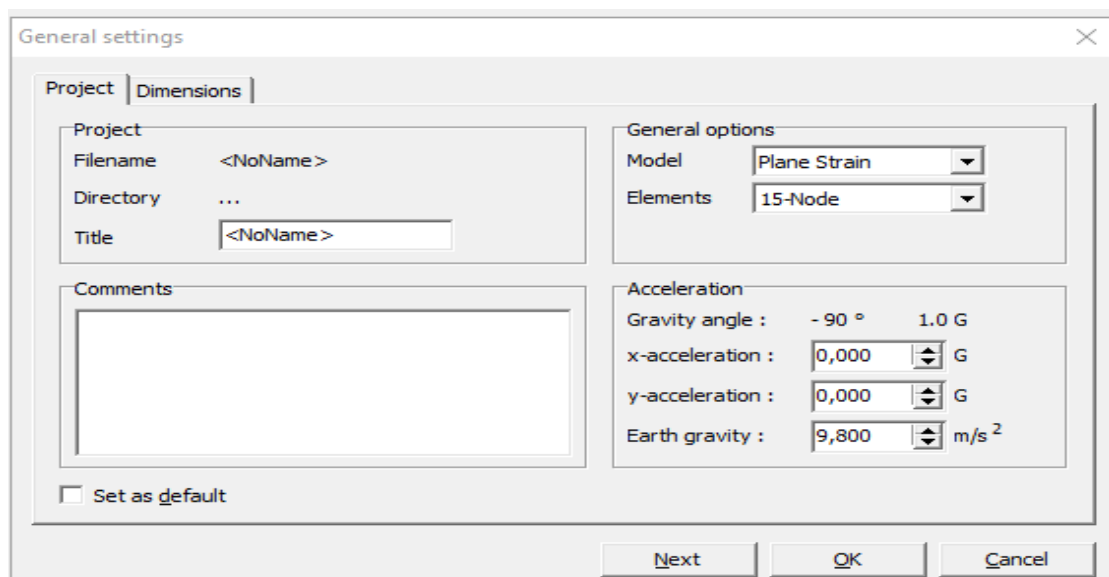 General settings
Project
Dimensions
Project
Filename <NoName>
Directory ...
Title <NoName>
General options
Model Plane Strain
Elements 15-Node
Comments
Acceleration
Gravity angle : - 90 ° 1.0 G
x-acceleration : 0,000 G
y-acceleration : 0,000 G
Earth gravity : 9,800 m/s 2
Set as default
Next OK Cancel